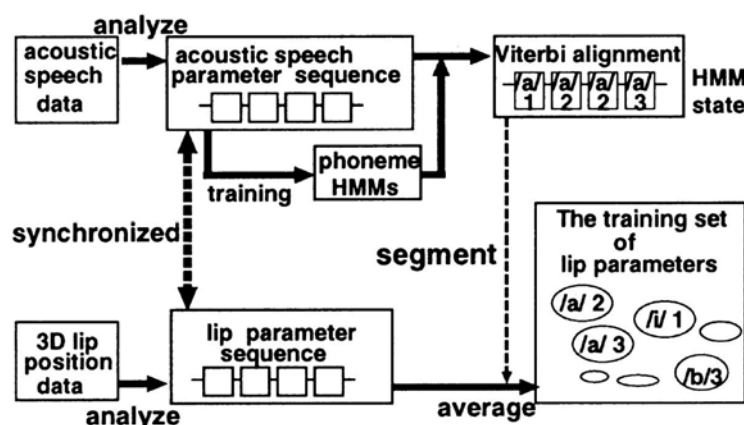 analyze
acoustic
speech
data
acoustic speech
parameter sequence
Viterbi alignment
/a/ /a/ /a/ /a/
1 2 2 3
HMM
state
training
phoneme
HMMs
synchronized
segment
The training set
of
lip parameters
/a/ 2
/i/ 1
/a/ 3
/b/3
3D lip
position
data
analyze
lip parameter
sequence
average